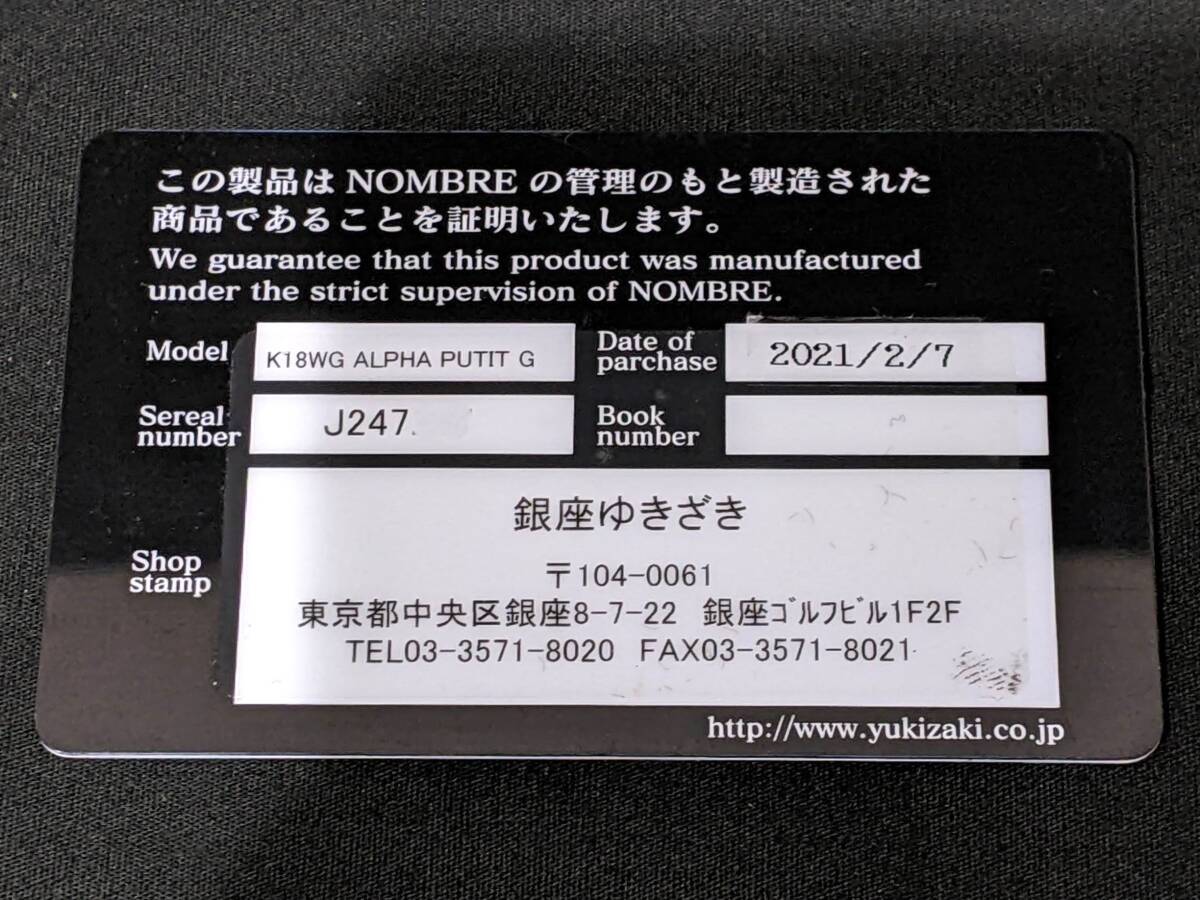 この製品は NOMBRE の管理のもと製造された
商品であることを証明いたします。
We guarantee that this product was manufactured
under the strict supervision of NOMBRE.
Model K18WG ALPHA PUTIT G
Date of purchase 2021/2/7
Sereal number J247
Book number
Shop stamp
銀座ゆきざき
〒104-0061
東京都中央区銀座8-7-22 銀座ｺﾞﾙﾌﾋﾞﾙ1F2F
TEL03-3571-8020 FAX03-3571-8021
http://www.yukizaki.co.jp